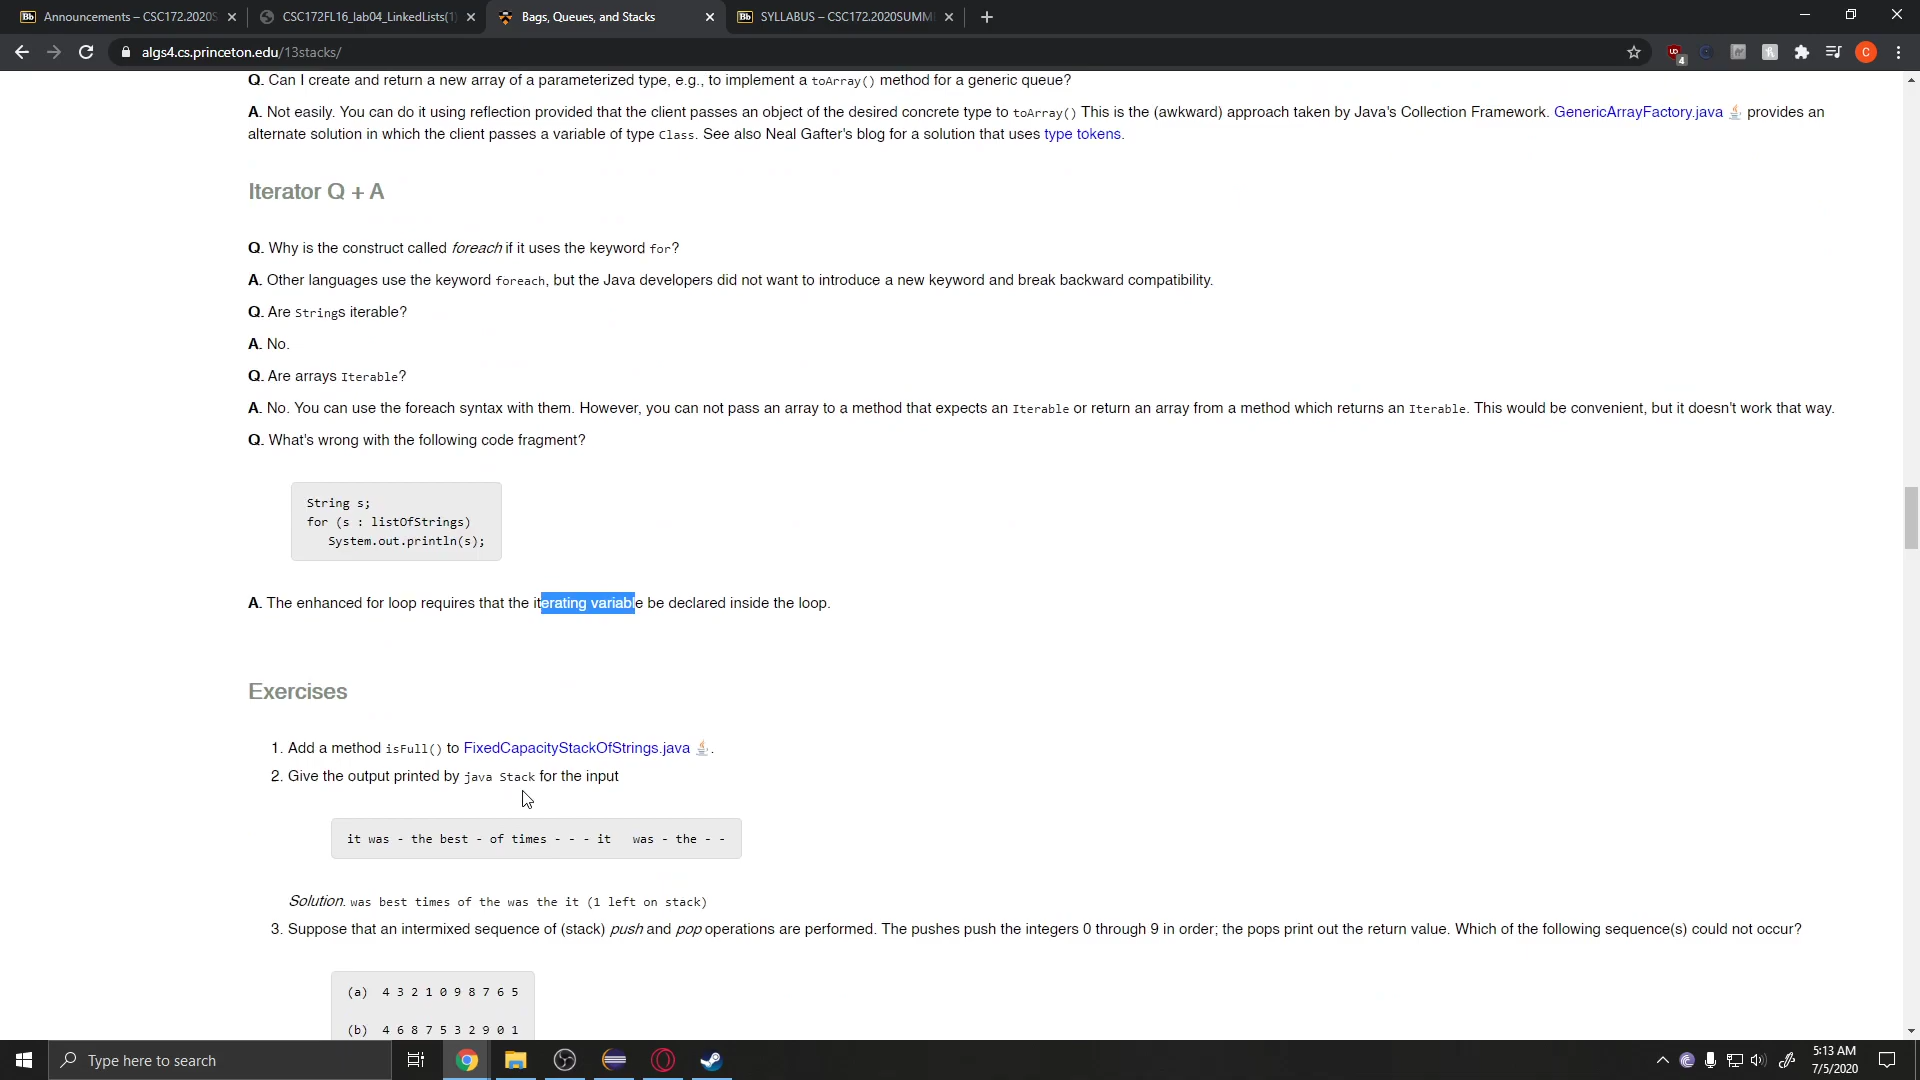 Announcements – CSC172.2020S
CSC172FL16_lab04_LinkedLists(1)
Bags, Queues, and Stacks
SYLLABUS – CSC172.2020SUMM
algs4.cs.princeton.edu/13stacks/
Q. Can I create and return a new array of a parameterized type, e.g., to implement a toArray() method for a generic queue?
A. Not easily. You can do it using reflection provided that the client passes an object of the desired concrete type to toArray() This is the (awkward) approach taken by Java's Collection Framework. GenericArrayFactory.java provides an
alternate solution in which the client passes a variable of type Class. See also Neal Gafter's blog for a solution that uses type tokens.
Iterator Q + A
Q. Why is the construct called foreach if it uses the keyword for?
A. Other languages use the keyword foreach, but the Java developers did not want to introduce a new keyword and break backward compatibility.
Q. Are Strings iterable?
A. No.
Q. Are arrays Iterable?
A. No. You can use the foreach syntax with them. However, you can not pass an array to a method that expects an Iterable or return an array from a method which returns an Iterable. This would be convenient, but it doesn't work that way.
Q. What's wrong with the following code fragment?
String s;
for (s : listOfStrings)
System.out.println(s);
A. The enhanced for loop requires that the iterating variable be declared inside the loop.
Exercises
1. Add a method isFull() to FixedCapacityStackOfStrings.java .
2. Give the output printed by java Stack for the input
it was - the best - of times - - - it was - the - -
Solution. was best times of the was the it (1 left on stack)
3. Suppose that an intermixed sequence of (stack) push and pop operations are performed. The pushes push the integers 0 through 9 in order; the pops print out the return value. Which of the following sequence(s) could not occur?
(a) 4 3 2 1 0 9 8 7 6 5
(b) 4 6 8 7 5 3 2 9 0 1
Type here to search
5:13 AM
7/5/2020